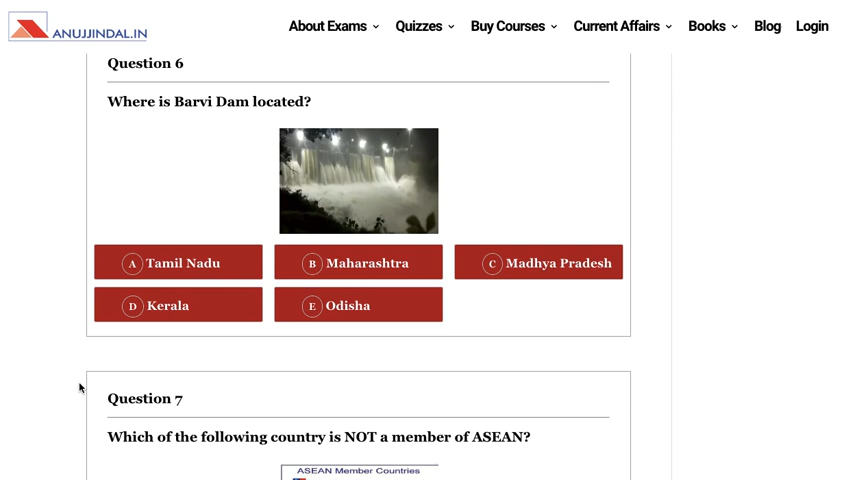 ANUJJINDAL.IN
About Exams Quizzes Buy Courses Current Affairs Books Blog Login
Question 6
Where is Barvi Dam located?
A Tamil Nadu B Maharashtra C Madhya Pradesh
D Kerala E Odisha
Question 7
Which of the following country is NOT a member of ASEAN?
ASEAN Member Countries